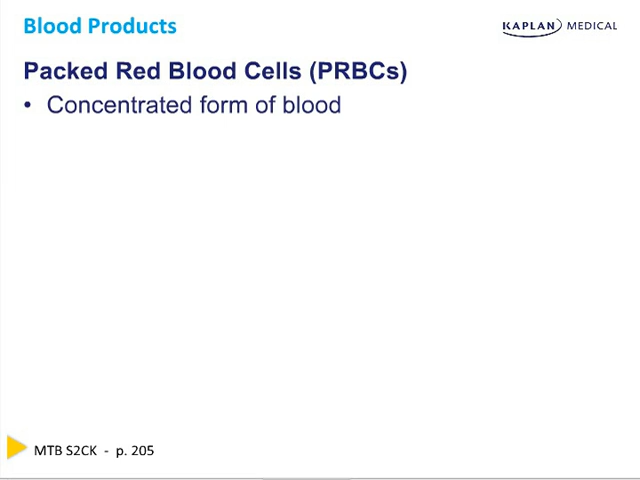 Blood Products
KAPLAN MEDICAL
Packed Red Blood Cells (PRBCs)
• Concentrated form of blood
MTB S2CK - p. 205